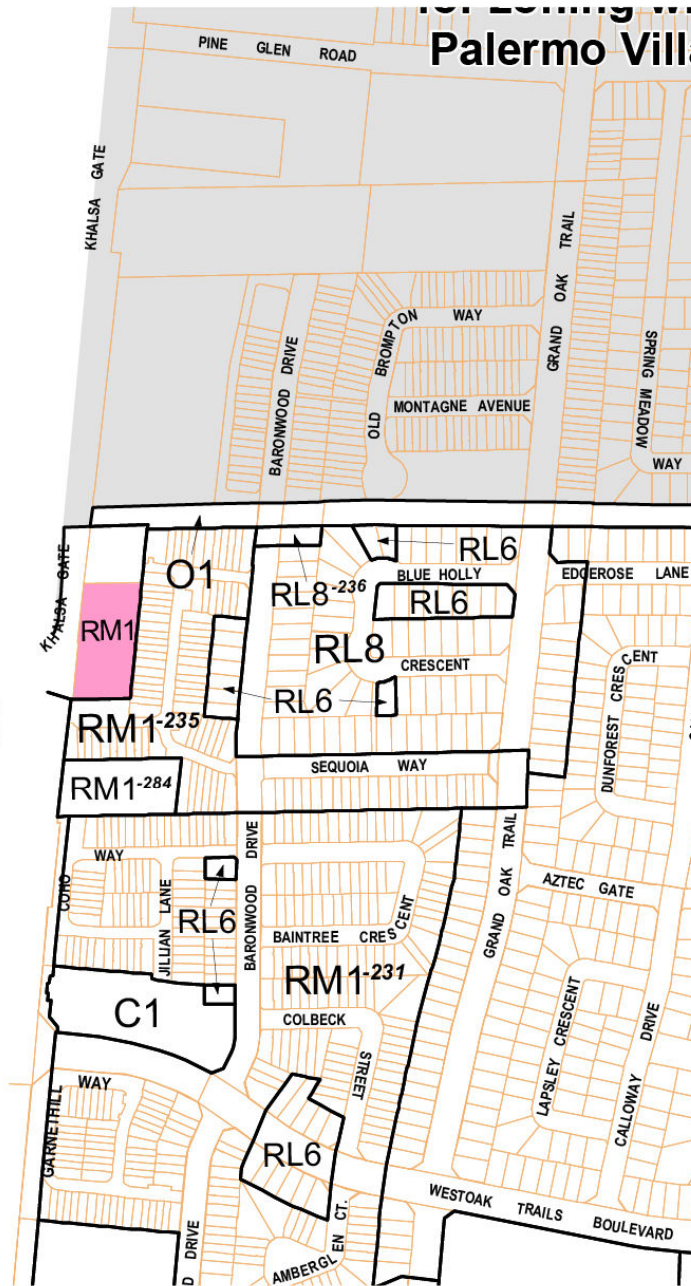 Palermo Villa
PINE GLEN ROAD
KHALSA GATE
GRAND OAK TRAIL
BROMPTON WAY
OLD
SPRING MEADOW
WAY
BARONWOOD DRIVE
MONTAGNE AVENUE
KHALSA GATE
O1
RL6
RL8-236
BLUE HOLLY
EDGEROSE LANE
RL6
RM1
RL8
CRESCENT
DUNFOREST CRESCENT
RL6
RM1-235
SEQUOIA WAY
RM1-284
WAY
COHO
JILLIAN LANE
BARONWOOD DRIVE
GRAND OAK TRAIL
AZTEC GATE
RL6
BAINTREE CRESCENT
RM1-231
C1
COLBECK
STREET
LAPSLEY CRESCENT
CALLOWAY DRIVE
WAY
GARNETHILL
RL6
WESTOAK TRAILS BOULEVARD
AMBERGLEN CT.
D DRIVE